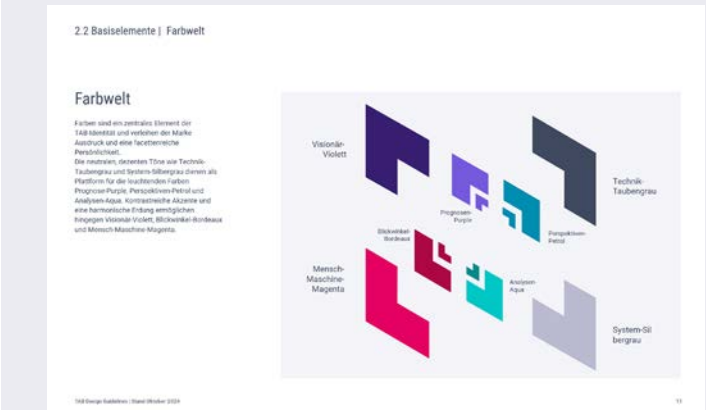 2.2 Basiselemente | Farbwelt
Farbwelt
Farben sind ein zentrales Element der
TAB-Identität und verleihen der Marke
Ausdruck und eine facettenreiche
Persönlichkeit.
Die neutralen, dezenten Töne wie Technik-
Taubengrau und System-Silbergrau dienen als
Plattform für die leuchtenden Farben
Prognose-Purple, Perspektiven-Petrol und
Analysen-Aqua. Kontrastreiche Akzente und
eine harmonische Erdung ermöglichen
hingegen Visionär-Violett, Blickwinkel-Bordeaux
und Mensch-Maschine-Magenta.
Visionär-
Violett
Technik-
Taubengrau
Prognosen-
Purple
Perspektiven-
Petrol
Blickwinkel-
Bordeaux
Mensch-
Maschine-
Magenta
Analysen-
Aqua
System-Sil
bergrau
TAB Design Guidelines | Stand Oktober 2024
13